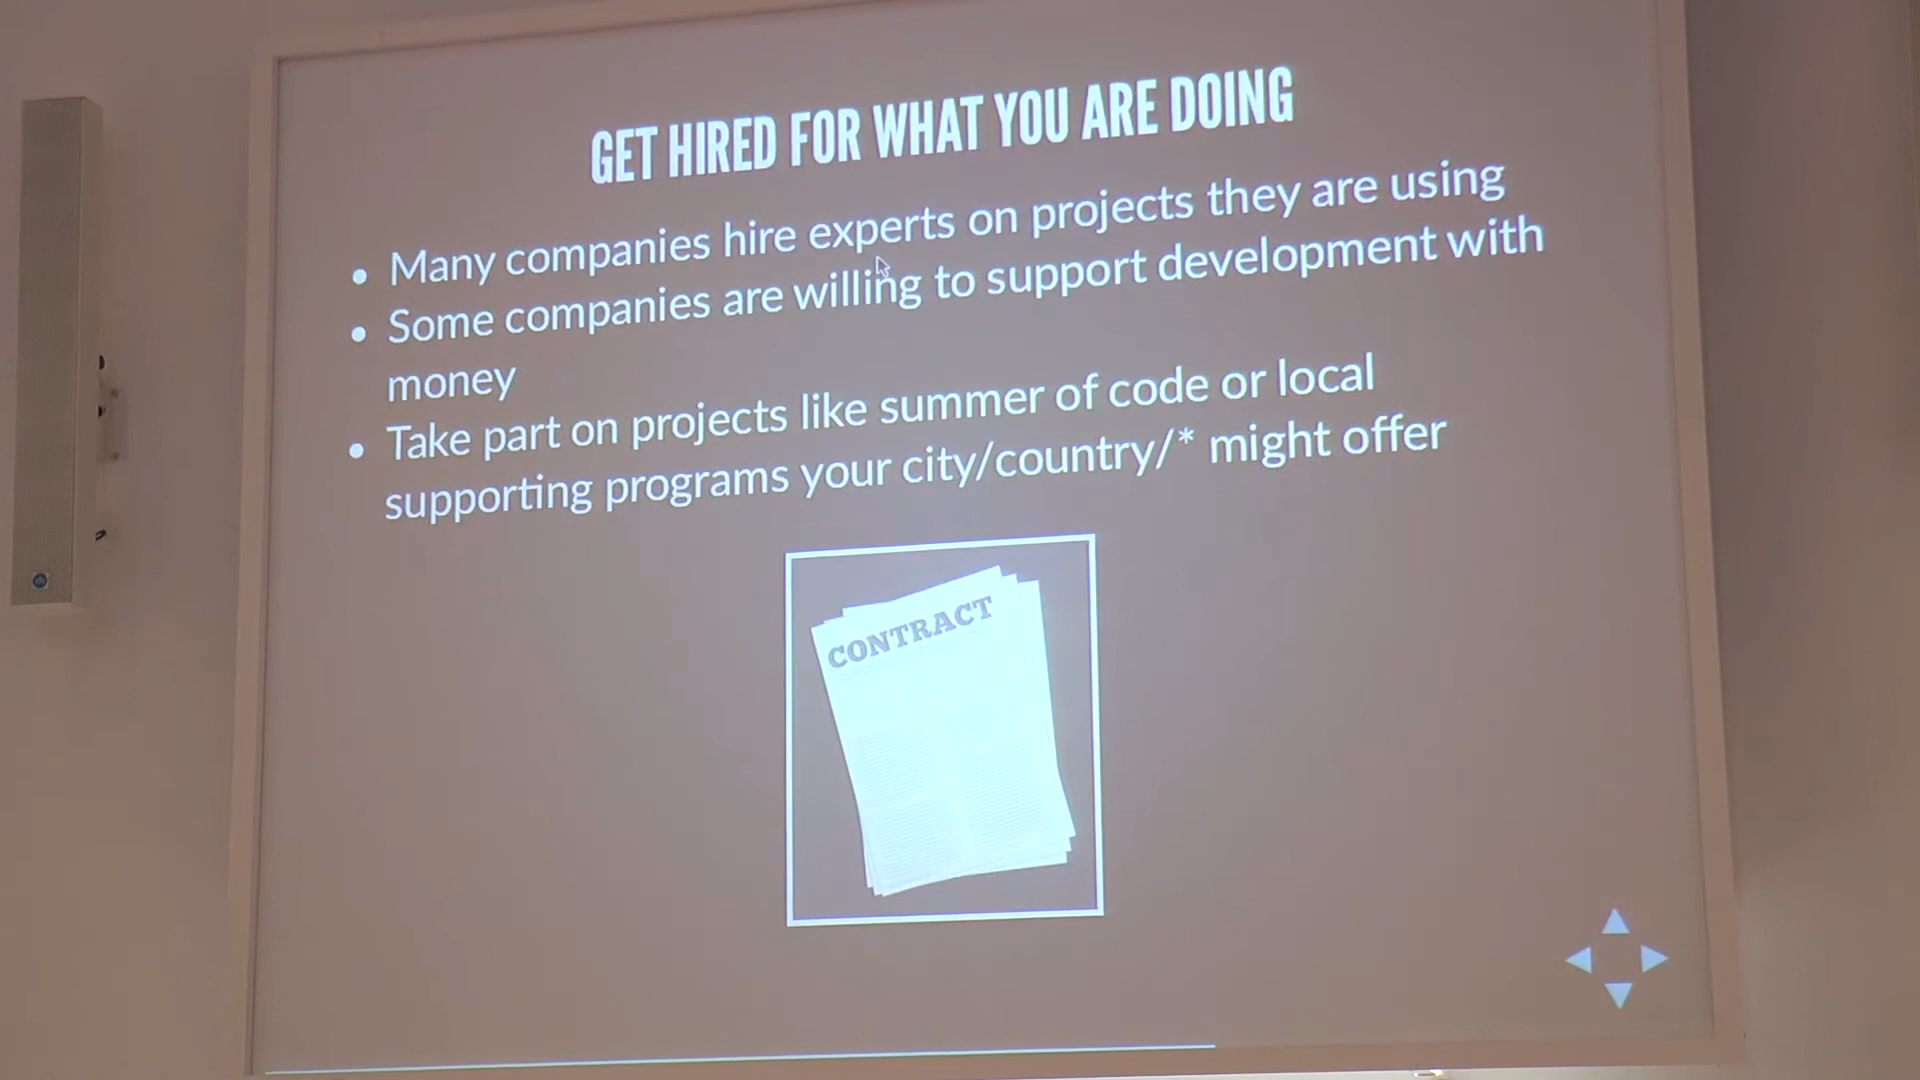 GET HIRED FOR WHAT YOU ARE DOING
• Many companies hire experts on projects they are using
• Some companies are willing to support development with
money
• Take part on projects like summer of code or local
supporting programs your city/country/* might offer
CONTRACT